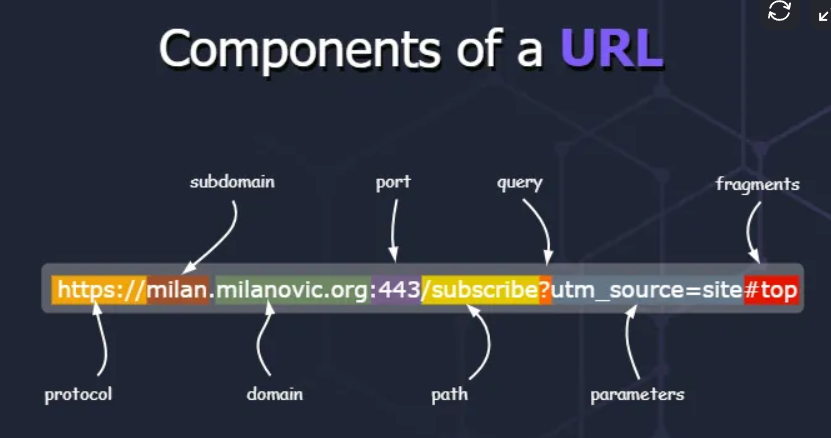 Components of a URL
subdomain port query fragments
https://milan.milanovic.org:443/subscribe?utm_source=site#top
protocol domain path parameters